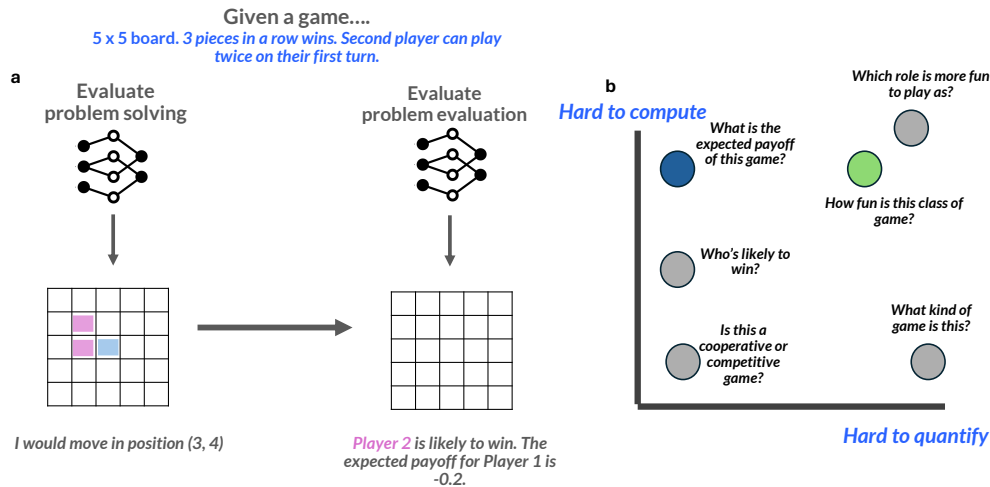 Given a game....
5 x 5 board. 3 pieces in a row wins. Second player can play
twice on their first turn.
a
Evaluate
problem solving
Evaluate
problem evaluation
I would move in position (3, 4)
Player 2 is likely to win. The
expected payoff for Player 1 is
-0.2.
b
Hard to compute
Which role is more fun
to play as?
What is the
expected payoff
of this game?
How fun is this class of
game?
Who's likely to
win?
What kind of
game is this?
Is this a
cooperative or
competitive
game?
Hard to quantify